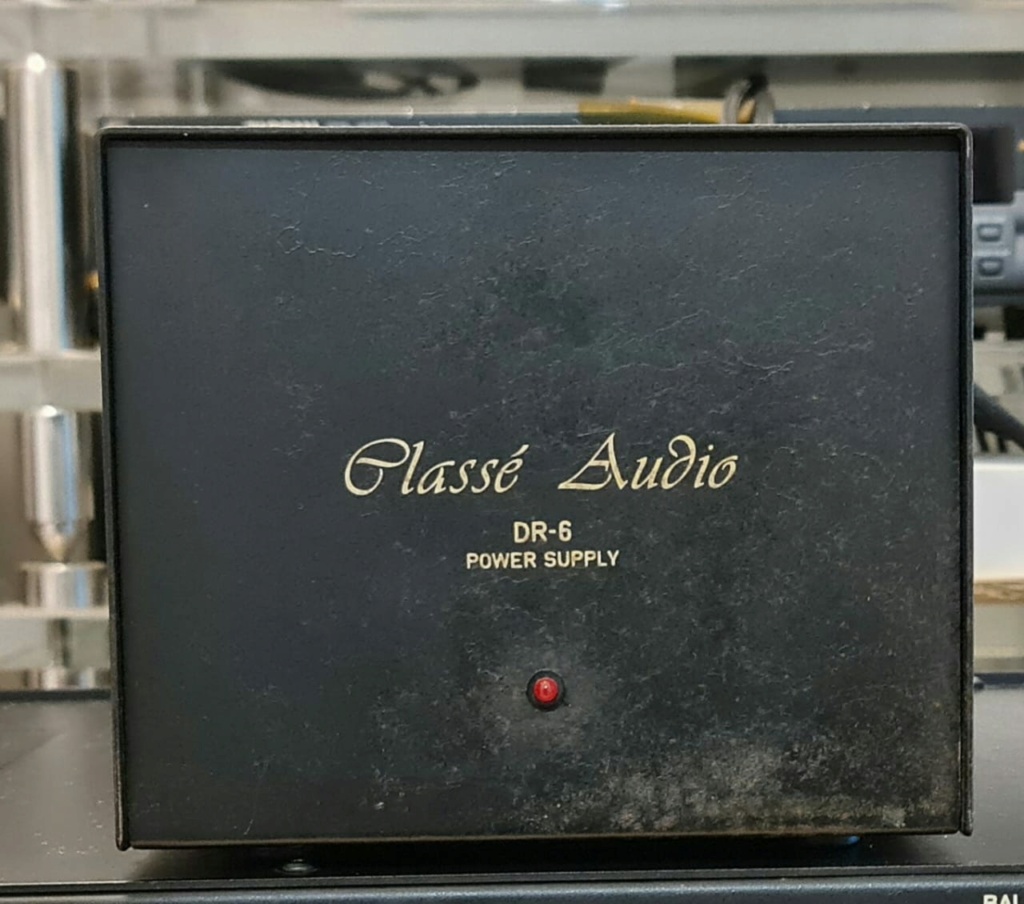 Classé Audio
DR-6
POWER SUPPLY